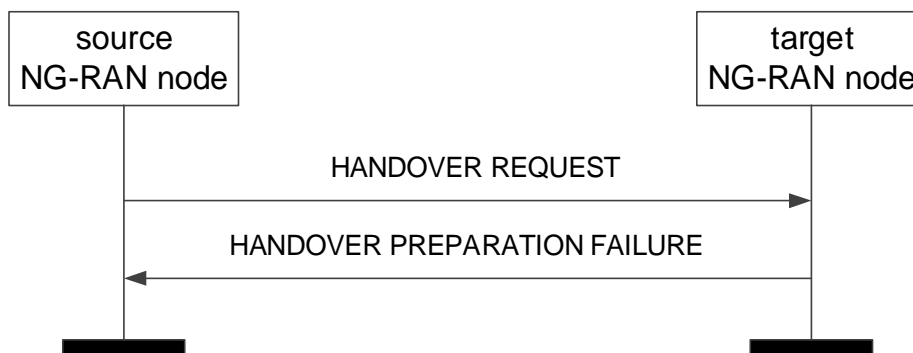 source
NG-RAN node
target
NG-RAN node
HANDOVER REQUEST
HANDOVER PREPARATION FAILURE